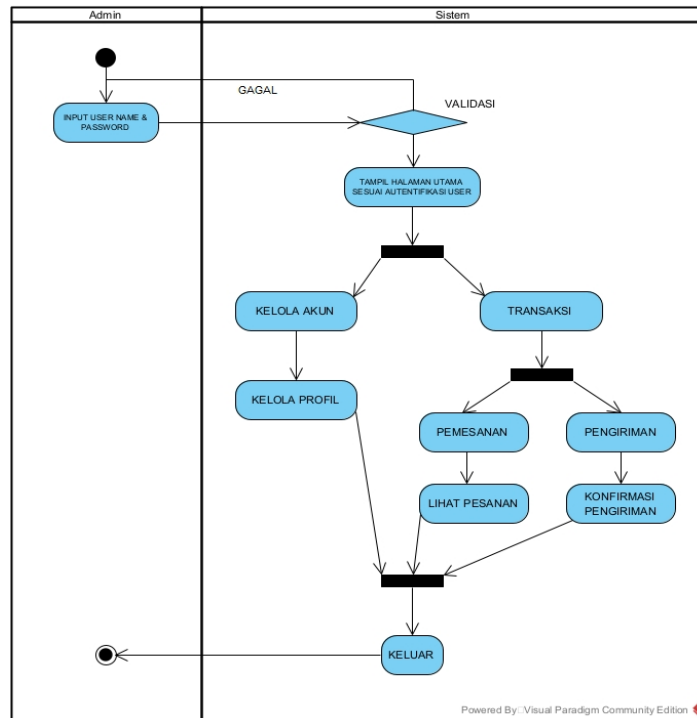 Admin
Sistem
GAGAL
VALIDASI
INPUT USER NAME &
PASSWORD
TAMPIL HALAMAN UTAMA
SESUAI AUTENTIFIKASI USER
KELOLA AKUN
TRANSAKSI
KELOLA PROFIL
PEMESANAN
PENGIRIMAN
LIHAT PESANAN
KONFIRMASI
PENGIRIMAN
KELUAR
Powered By Visual Paradigm Community Edition